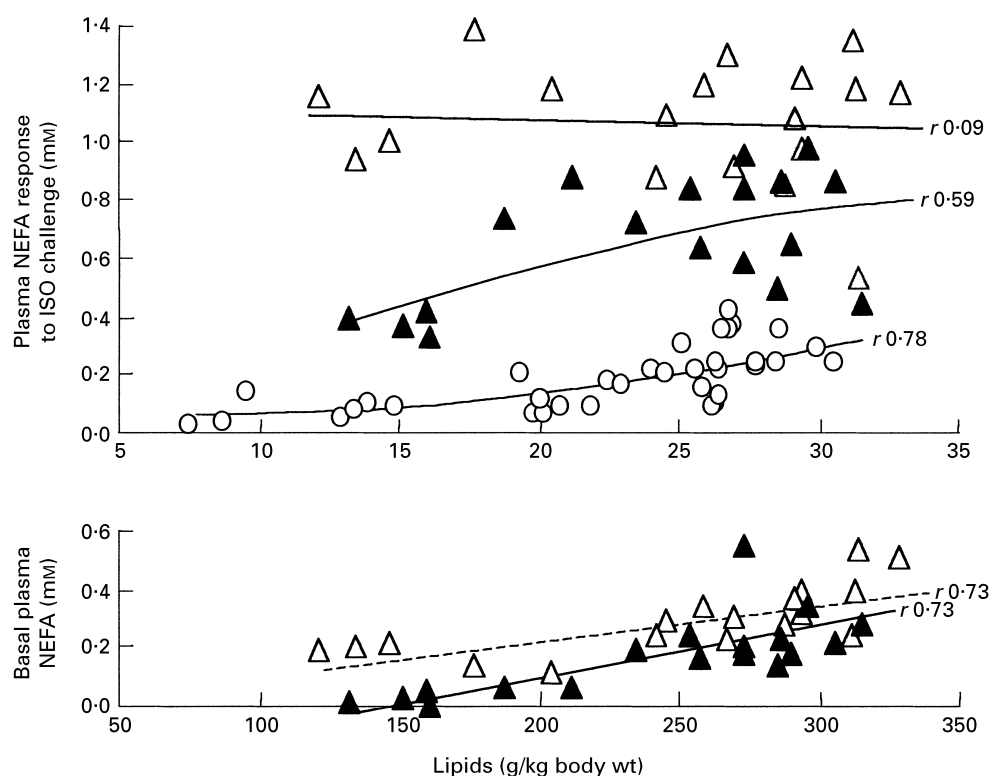 Plasma NEFA response
to ISO challenge (mM)
1·4
1·2
1·0
0·8
0·6
0·4
0·2
0·0
r 0·09
r 0·59
r 0·78
5 10 15 20 25 30 35
Basal plasma
NEFA (mM)
0·6
0·4
0·2
0·0
r 0·73
r 0·73
50 100 150 200 250 300 350
Lipids (g/kg body wt)